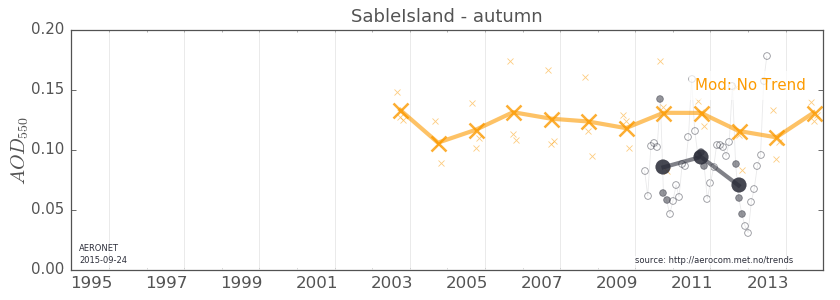 SableIsland - autumn
0.20
0.15
0.10
0.05
0.00
AOD550
Mod: No Trend
AERONET
2015-09-24
source: http://aerocom.met.no/trends
1995 1997 1999 2001 2003 2005 2007 2009 2011 2013